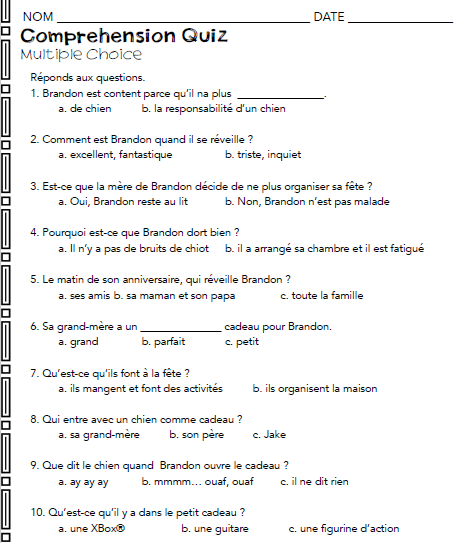 NOM ________________________________ DATE ______________
Comprehension Quiz
Multiple Choice
Réponds aux questions.
1. Brandon est content parce qu'il na plus _______________.
a. de chien b. la responsabilité d'un chien
2. Comment est Brandon quand il se réveille ?
a. excellent, fantastique b. triste, inquiet
3. Est-ce que la mère de Brandon décide de ne plus organiser sa fête ?
a. Oui, Brandon reste au lit b. Non, Brandon n'est pas malade
4. Pourquoi est-ce que Brandon dort bien ?
a. Il n'y a pas de bruits de chiot b. il a arrangé sa chambre et il est fatigué
5. Le matin de son anniversaire, qui réveille Brandon ?
a. ses amis b. sa maman et son papa c. toute la famille
6. Sa grand-mère a un ______________ cadeau pour Brandon.
a. grand b. parfait c. petit
7. Qu'est-ce qu'ils font à la fête ?
a. ils mangent et font des activités b. ils organisent la maison
8. Qui entre avec un chien comme cadeau ?
a. sa grand-mère b. son père c. Jake
9. Que dit le chien quand Brandon ouvre le cadeau ?
a. ay ay ay b. mmmm... ouaf, ouaf c. il ne dit rien
10. Qu'est-ce qu'il y a dans le petit cadeau ?
a. une XBox® b. une guitare c. une figurine d'action